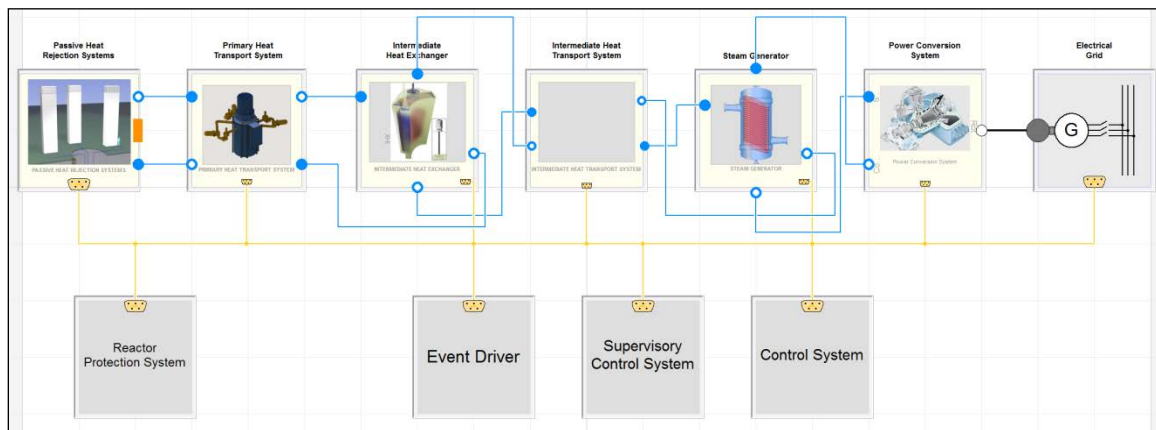 Passive Heat
Rejection Systems
Primary Heat
Transport System
Intermediate
Heat Exchanger
Intermediate Heat
Transport System
Steam Generator
Power Conversion
System
Electrical
Grid
PASSIVE HEAT REJECTION SYSTEMS
PRIMARY HEAT TRANSPORT SYSTEM
INTERMEDIATE HEAT EXCHANGER
INTERMEDIATE HEAT TRANSPORT SYSTEM
STEAM GENERATOR
Power Conversion System
G
Reactor
Protection System
Event Driver
Supervisory
Control System
Control System